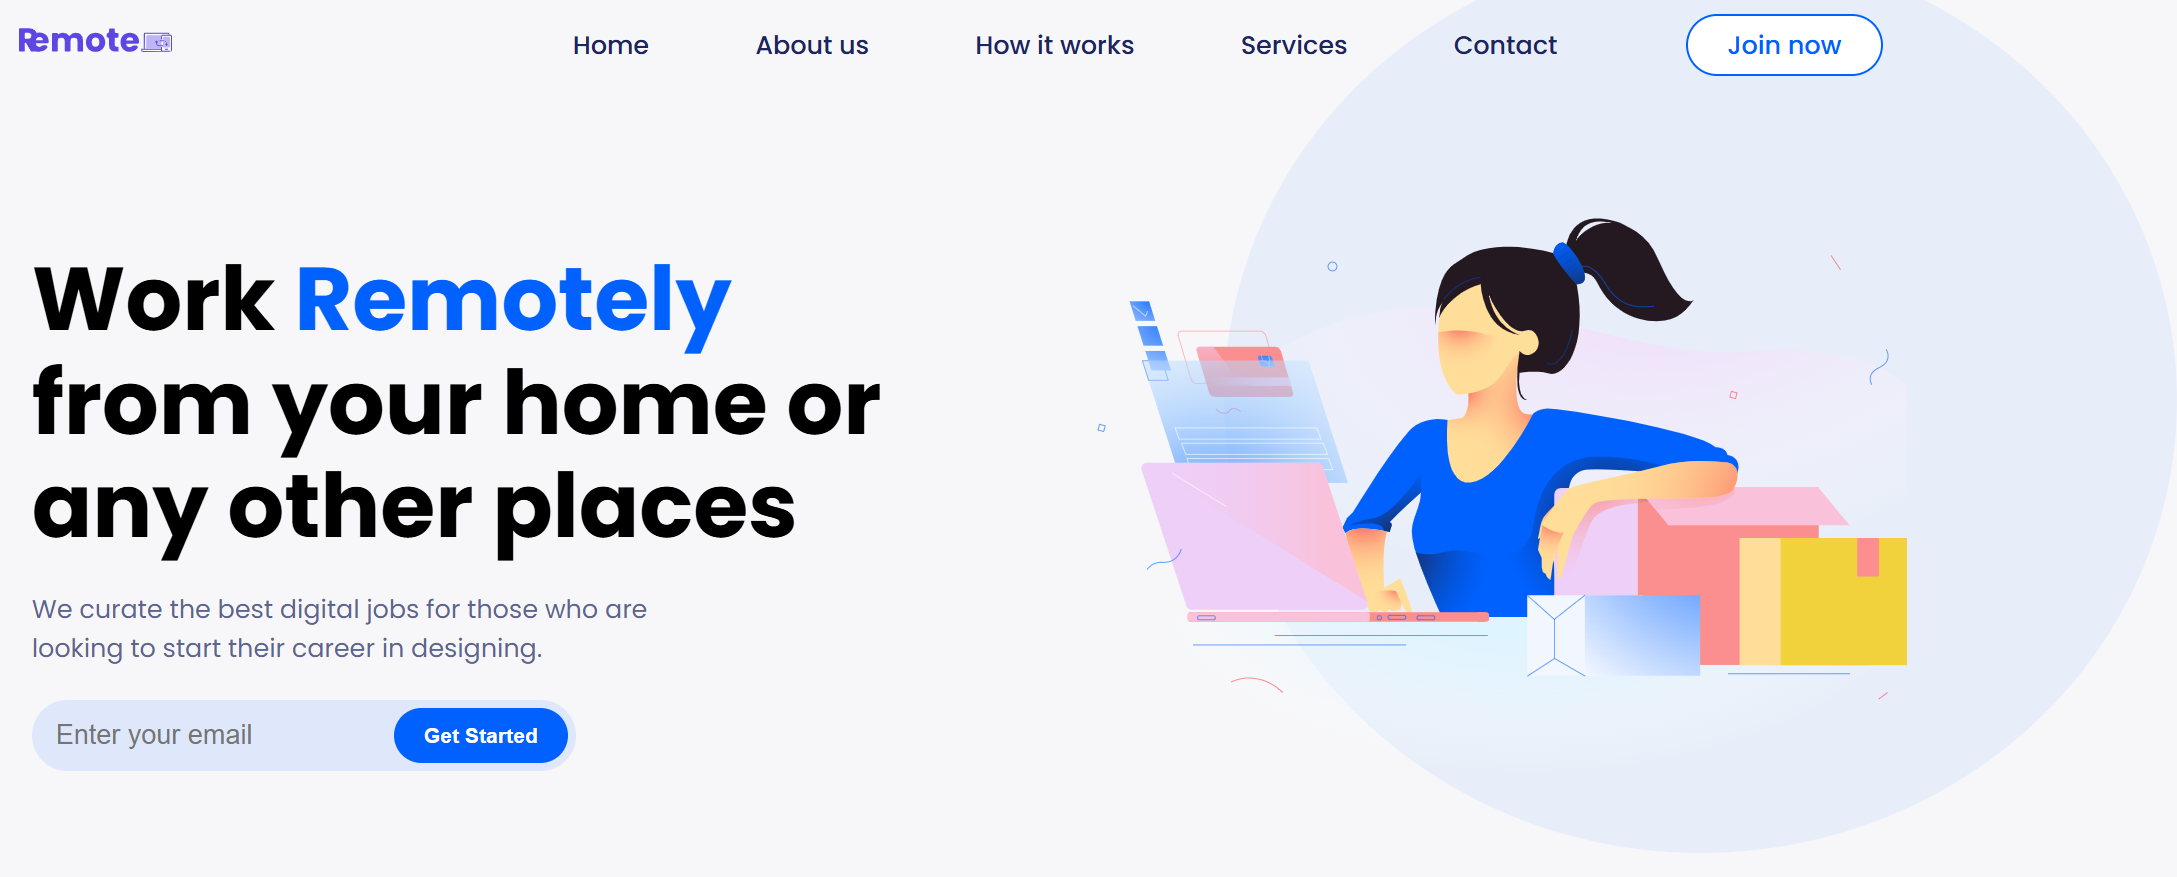 Remote
Home About us How it works Services Contact Join now
Work Remotely
from your home or
any other places
We curate the best digital jobs for those who are
looking to start their career in designing.
Enter your email Get Started